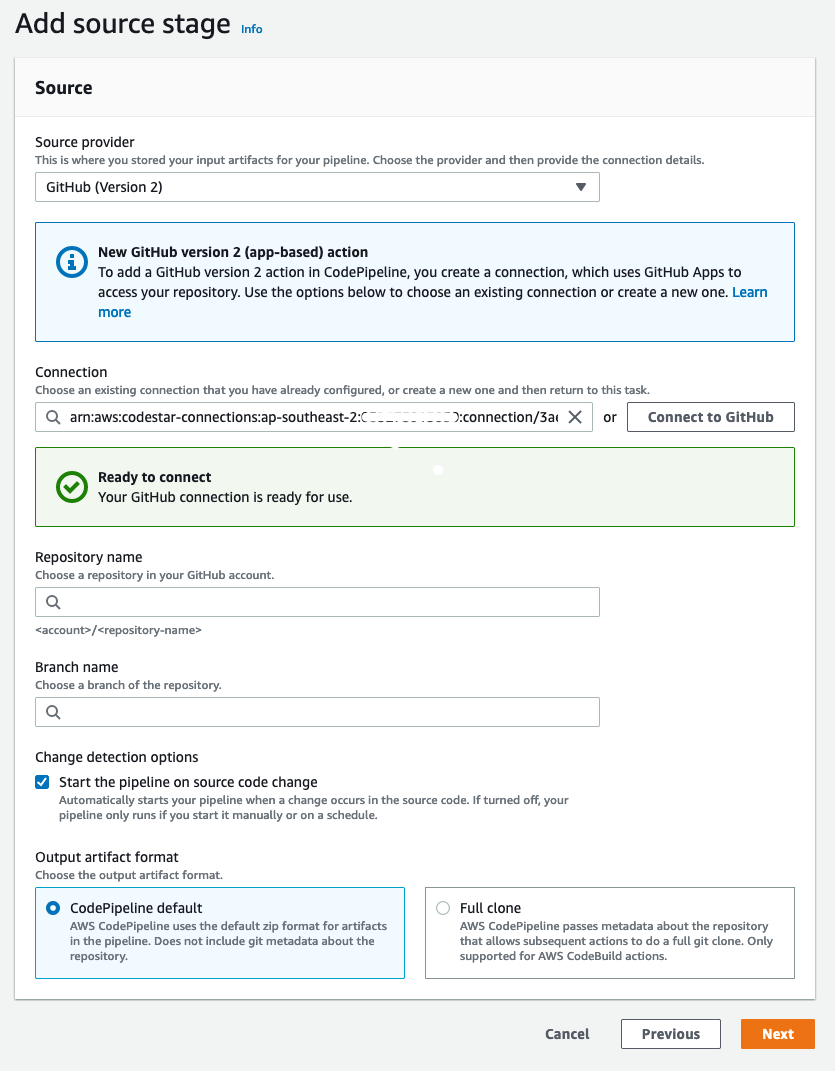 Add source stage Info
Source
Source provider
This is where you stored your input artifacts for your pipeline. Choose the provider and then provide the connection details.
GitHub (Version 2)
New GitHub version 2 (app-based) action
To add a GitHub version 2 action in CodePipeline, you create a connection, which uses GitHub Apps to
access your repository. Use the options below to choose an existing connection or create a new one. Learn
more
Connection
Choose an existing connection that you have already configured, or create a new one and then return to this task.
arn:aws:codestar-connections:ap-southeast-2: :connection/3a or Connect to GitHub
Ready to connect
Your GitHub connection is ready for use.
Repository name
Choose a repository in your GitHub account.
<account>/<repository-name>
Branch name
Choose a branch of the repository.
Change detection options
Start the pipeline on source code change
Automatically starts your pipeline when a change occurs in the source code. If turned off, your
pipeline only runs if you start it manually or on a schedule.
Output artifact format
Choose the output artifact format.
CodePipeline default
AWS CodePipeline uses the default zip format for artifacts
in the pipeline. Does not include git metadata about the
repository.
Full clone
AWS CodePipeline passes metadata about the repository
that allows subsequent actions to do a full git clone. Only
supported for AWS CodeBuild actions.
Cancel Previous Next